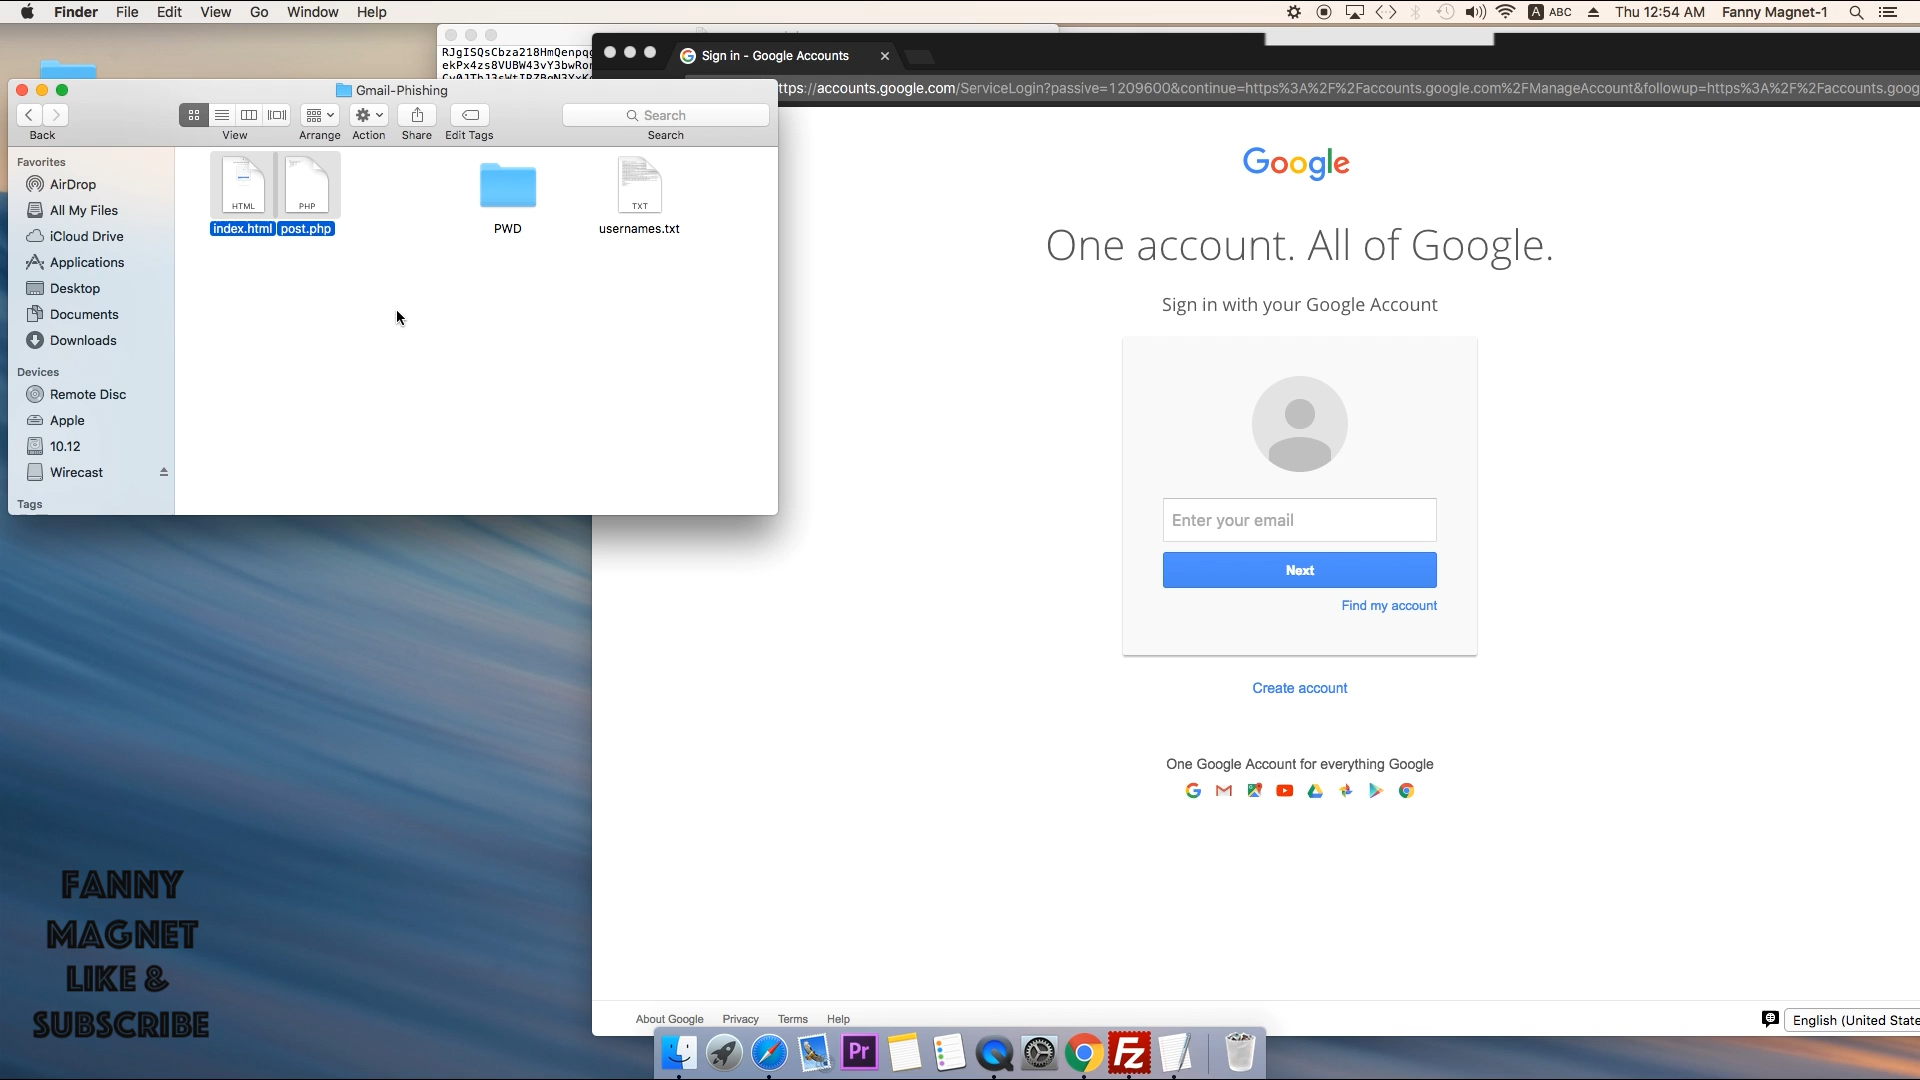 Finder File Edit View Go Window Help
A ABC Thu 12:54 AM Fanny Magnet-1
RJgISQsCbza218HmQenpqg
ekPx4zs8VUBW43vY3bwRor
Sign in - Google Accounts
ttps://accounts.google.com/ServiceLogin?passive=1209600&continue=https%3A%2F%2Faccounts.google.com%2FManageAccount&followup=https%3A%2F%2Faccounts.goog
Gmail-Phishing
Search
Back View Arrange Action Share Edit Tags Search
Favorites
AirDrop
All My Files
iCloud Drive
Applications
Desktop
Documents
Downloads
Devices
Remote Disc
Apple
10.12
Wirecast
Tags
HTML PHP TXT
index.html post.php PWD usernames.txt
Google
One account. All of Google.
Sign in with your Google Account
Enter your email
Next
Find my account
Create account
One Google Account for everything Google
About Google Privacy Terms Help
English (United State
FANNY
MAGNET
LIKE &
SUBSCRIBE
Pr
Fz